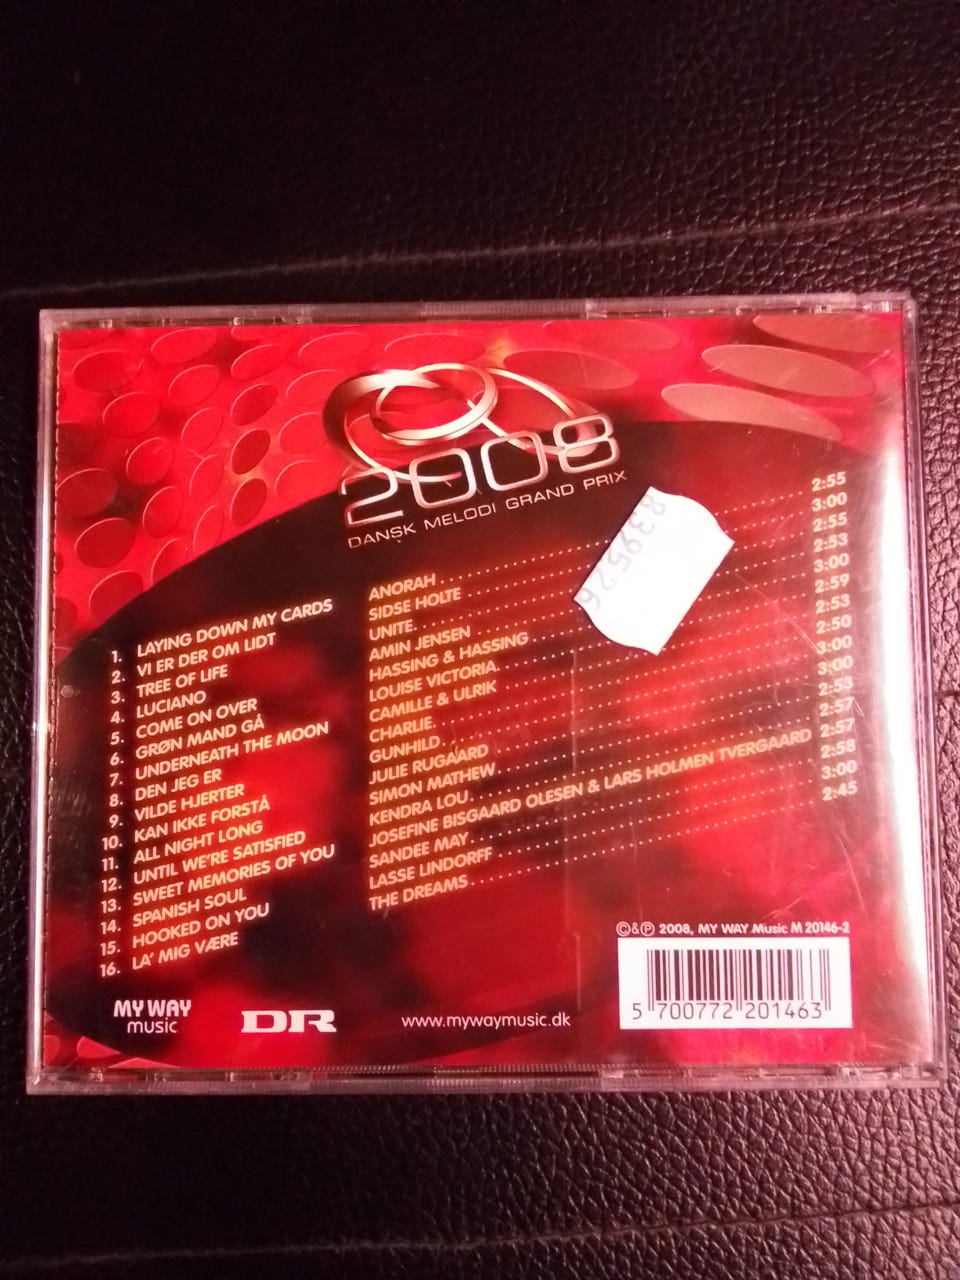 2008
DANSK MELODI GRAND PRIX
839526
1. LAYING DOWN MY CARDS ANORAH 2:55
2. VI ER DER OM LIDT SIDSE HOLTE 3:00
3. TREE OF LIFE UNITE 2:55
4. LUCIANO AMIN JENSEN 2:53
5. COME ON OVER HASSING & HASSING 3:00
6. GRØN MAND GÅ LOUISE VICTORIA 2:59
7. UNDERNEATH THE MOON CAMILLE & ULRIK 2:53
8. DEN JEG ER CHARLIE 2:50
9. VILDE HJERTER GUNHILD 3:00
10. KAN IKKE FORSTÅ JULIE RUGAARD 3:00
11. ALL NIGHT LONG SIMON MATHEW 2:53
12. UNTIL WE'RE SATISFIED KENDRA LOU 2:57
13. SWEET MEMORIES OF YOU JOSEFINE BISGAARD OLESEN & LARS HOLMEN TVERGAARD 2:57
14. SPANISH SOUL SANDEE MAY 2:58
15. HOOKED ON YOU LASSE LINDORFF 3:00
16. LA' MIG VÆRE THE DREAMS 2:45
©&℗ 2008, MY WAY Music M 20146-2
MY WAY
music
DR
www.mywaymusic.dk
5 700772 201463